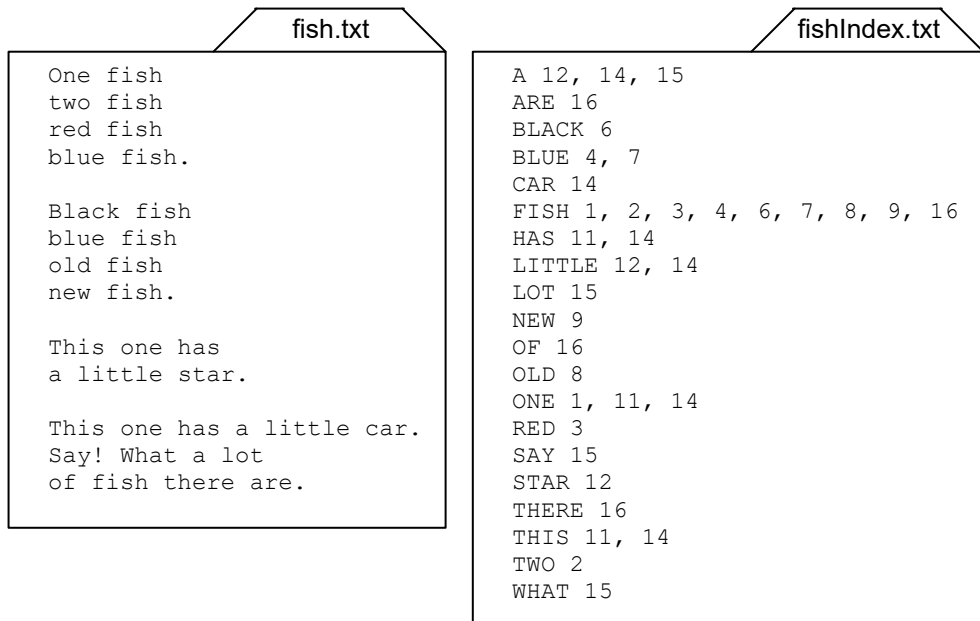 fish.txt
One fish
two fish
red fish
blue fish.
Black fish
blue fish
old fish
new fish.
This one has
a little star.
This one has a little car.
Say! What a lot
of fish there are.
fishIndex.txt
A 12, 14, 15
ARE 16
BLACK 6
BLUE 4, 7
CAR 14
FISH 1, 2, 3, 4, 6, 7, 8, 9, 16
HAS 11, 14
LITTLE 12, 14
LOT 15
NEW 9
OF 16
OLD 8
ONE 1, 11, 14
RED 3
SAY 15
STAR 12
THERE 16
THIS 11, 14
TWO 2
WHAT 15